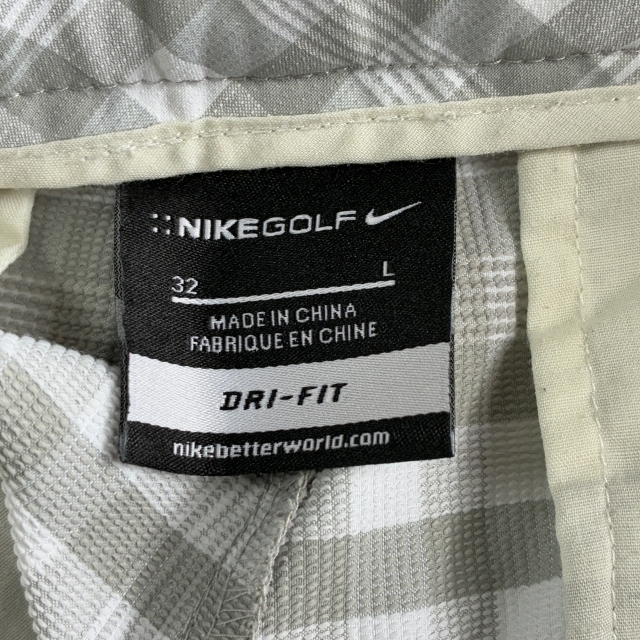 NIKEGOLF
32 L
MADE IN CHINA
FABRIQUE EN CHINE
DRI-FIT
nikebetterworld.com